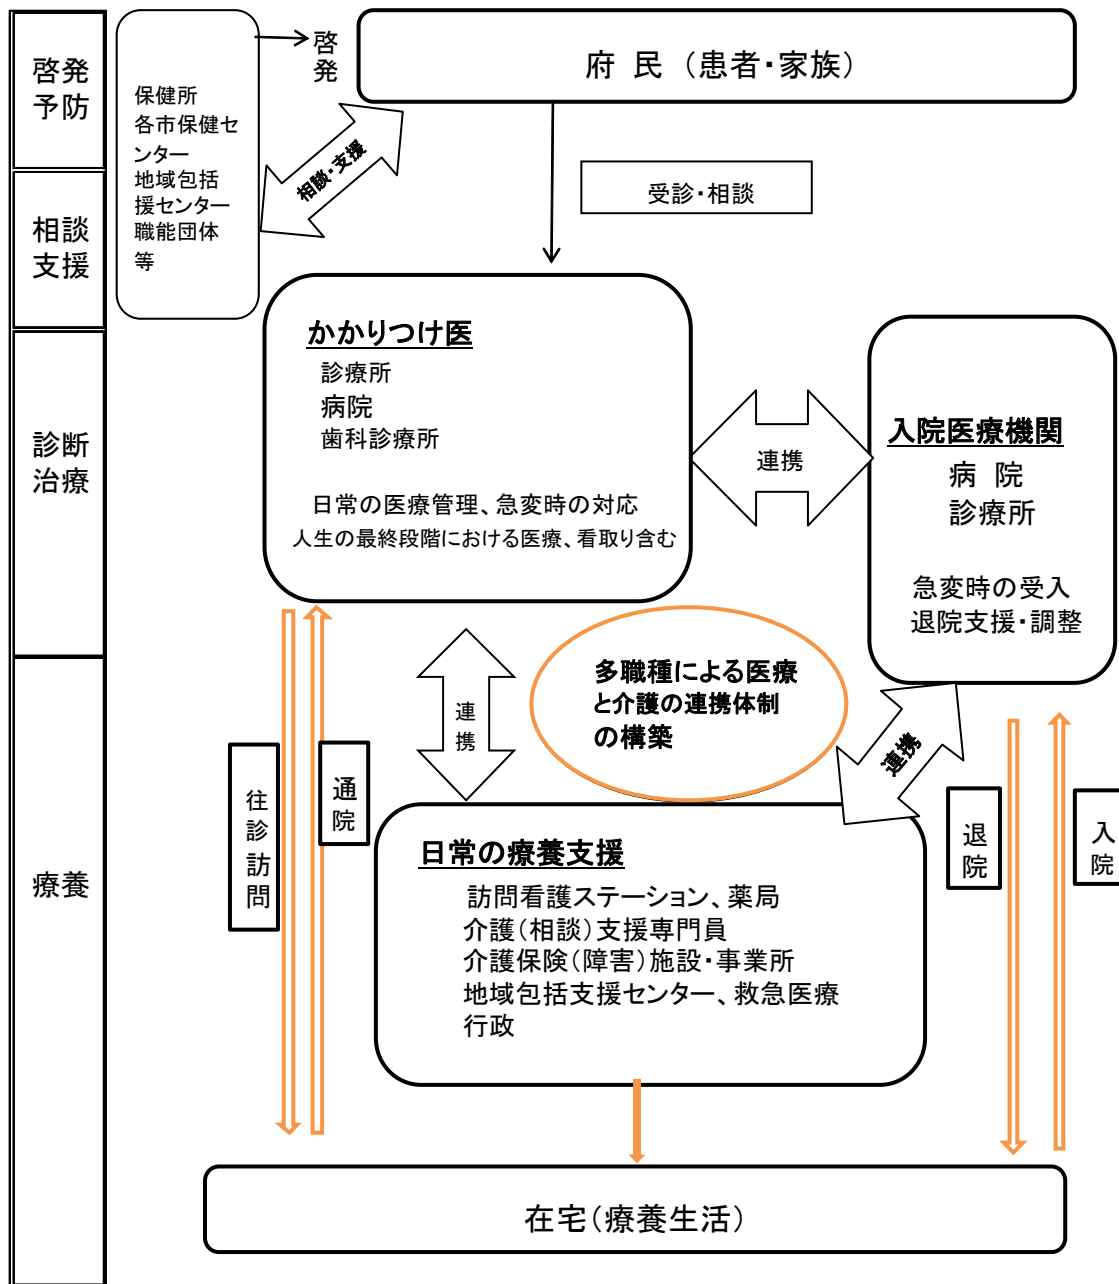 啓発
予防
相談
支援
診断
治療
療養
保健所
各市保健セ
ンター
地域包括
援センター
職能団体
等
啓発
府 民 (患者・家族)
相談・支援
受診・相談
かかりつけ医
診療所
病院
歯科診療所
日常の医療管理、急変時の対応
人生の最終段階における医療、看取り含む
連携
入院医療機関
病 院
診療所
急変時の受入
退院支援・調整
連携
多職種による医療
と介護の連携体制
の構築
連携
往診訪問
通院
日常の療養支援
訪問看護ステーション、薬局
介護(相談)支援専門員
介護保険(障害)施設・事業所
地域包括支援センター、救急医療
行政
退院
入院
在宅(療養生活)